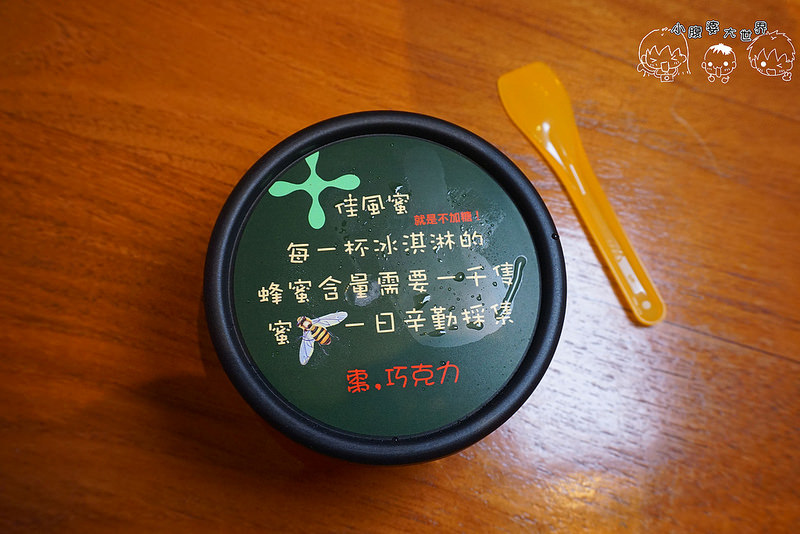 小腹婆大世界
佳風蜜
就是不加糖!
每一杯冰淇淋的
蜂蜜含量需要一千隻
蜜 一日辛勤採集
棗.巧克力